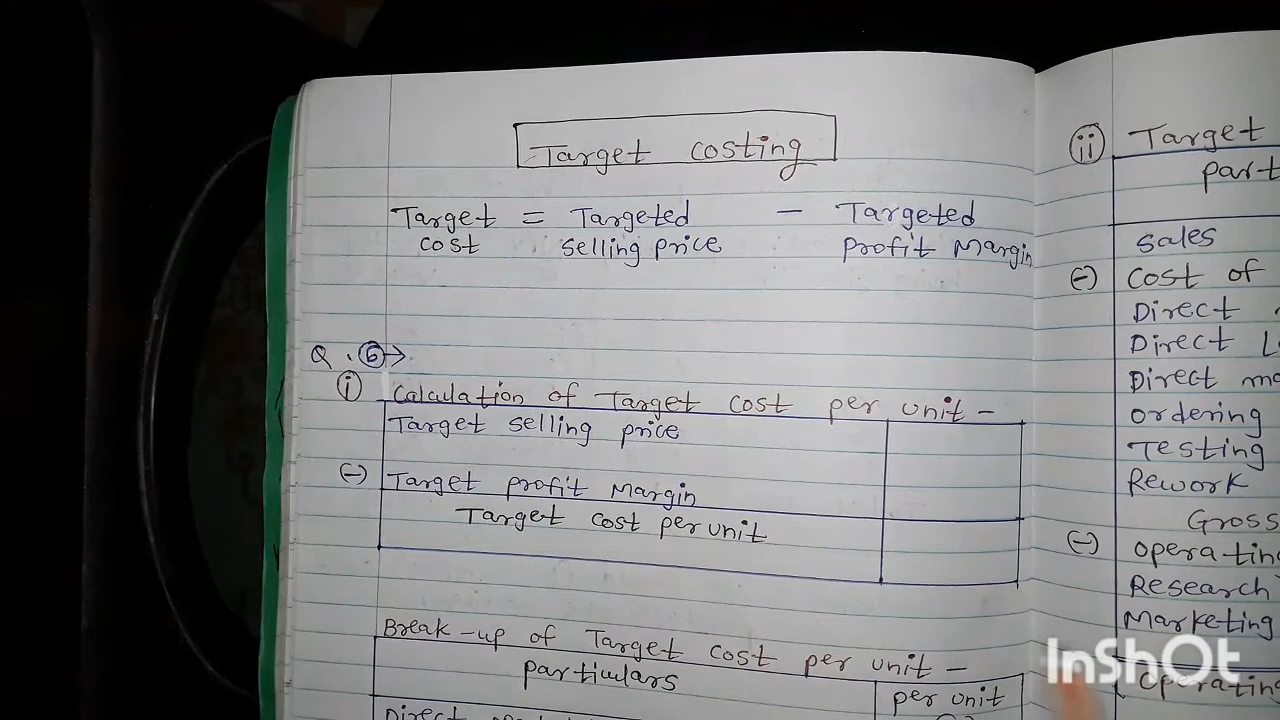 Target costing
Target = Targeted - Targeted
cost selling price profit Margin
Q. 6 →
i Calculation of Target cost per unit -
Target selling price
(-) Target profit Margin
Target cost per unit
Break-up of Target cost per unit -
particulars
per unit
Direct
ii Target
sales
(-) cost of
Direct
Direct
Direct
ordering
Testing
Rework
Gross
(-)
Research
Marketing
InShOt